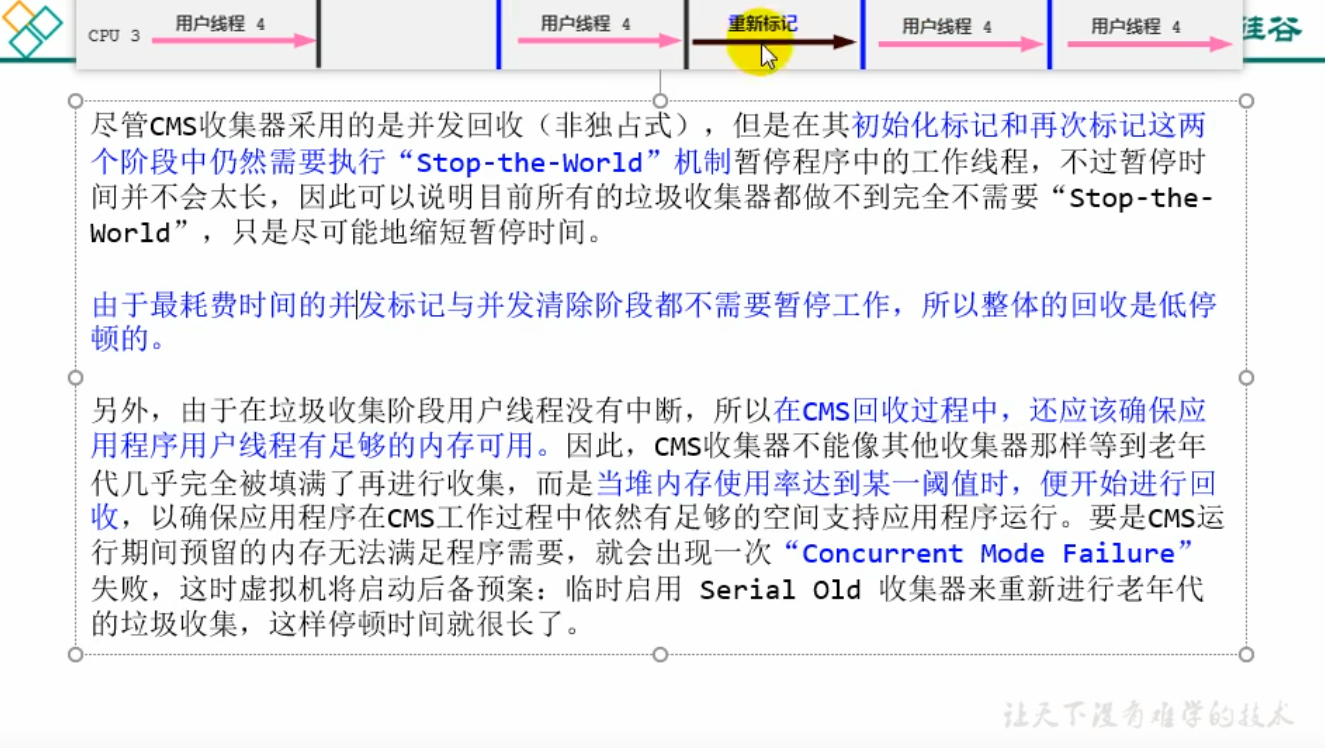 CPU 3 用户线程 4 用户线程 4 重新标记 用户线程 4 用户线程 4 硅谷
尽管CMS收集器采用的是并发回收（非独占式），但是在其初始化标记和再次标记这两
个阶段中仍然需要执行“Stop-the-World”机制暂停程序中的工作线程，不过暂停时
间并不会太长，因此可以说明目前所有的垃圾收集器都做不到完全不需要“Stop-the-
World”，只是尽可能地缩短暂停时间。
由于最耗费时间的并发标记与并发清除阶段都不需要暂停工作，所以整体的回收是低停
顿的。
另外，由于在垃圾收集阶段用户线程没有中断，所以在CMS回收过程中，还应该确保应
用程序用户线程有足够的内存可用。因此，CMS收集器不能像其他收集器那样等到老年
代几乎完全被填满了再进行收集，而是当堆内存使用率达到某一阈值时，便开始进行回
收，以确保应用程序在CMS工作过程中依然有足够的空间支持应用程序运行。要是CMS运
行期间预留的内存无法满足程序需要，就会出现一次“Concurrent Mode Failure”
失败，这时虚拟机将启动后备预案：临时启用 Serial Old 收集器来重新进行老年代
的垃圾收集，这样停顿时间就很长了。
让天下没有难学的技术